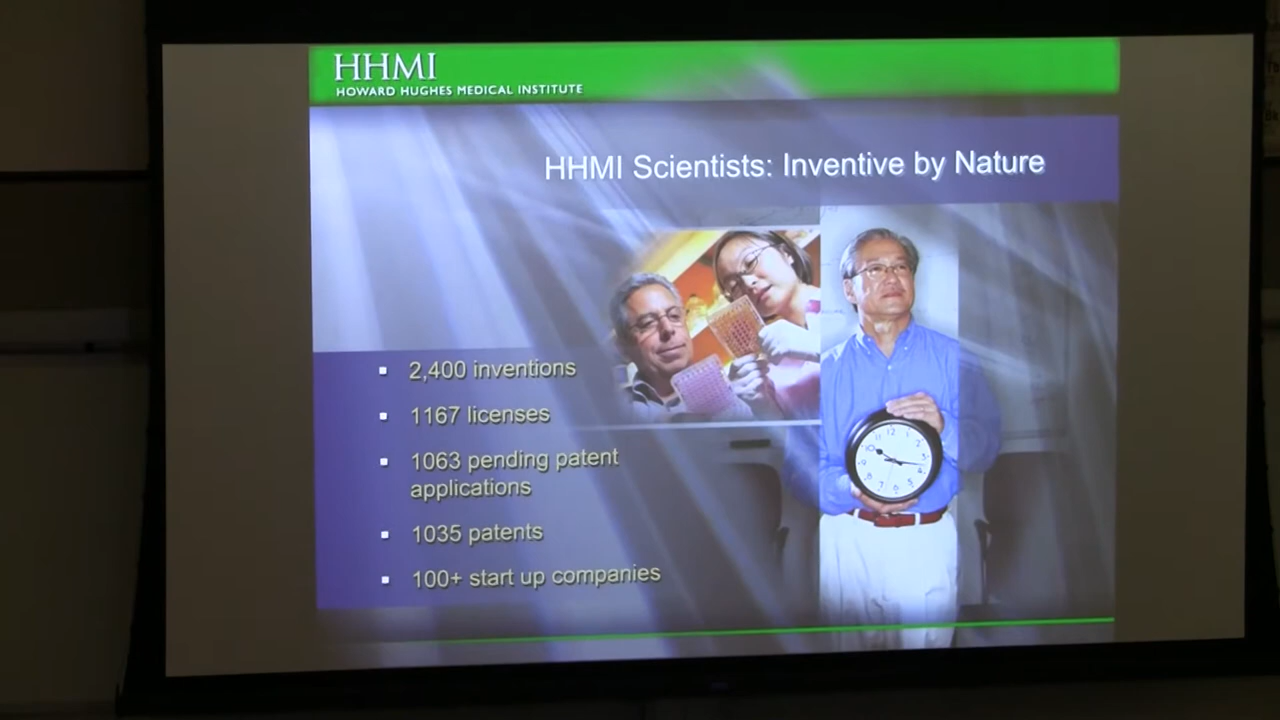 HHMI
HOWARD HUGHES MEDICAL INSTITUTE
HHMI Scientists: Inventive by Nature
2,400 inventions
1167 licenses
1063 pending patent
applications
1035 patents
100+ start up companies